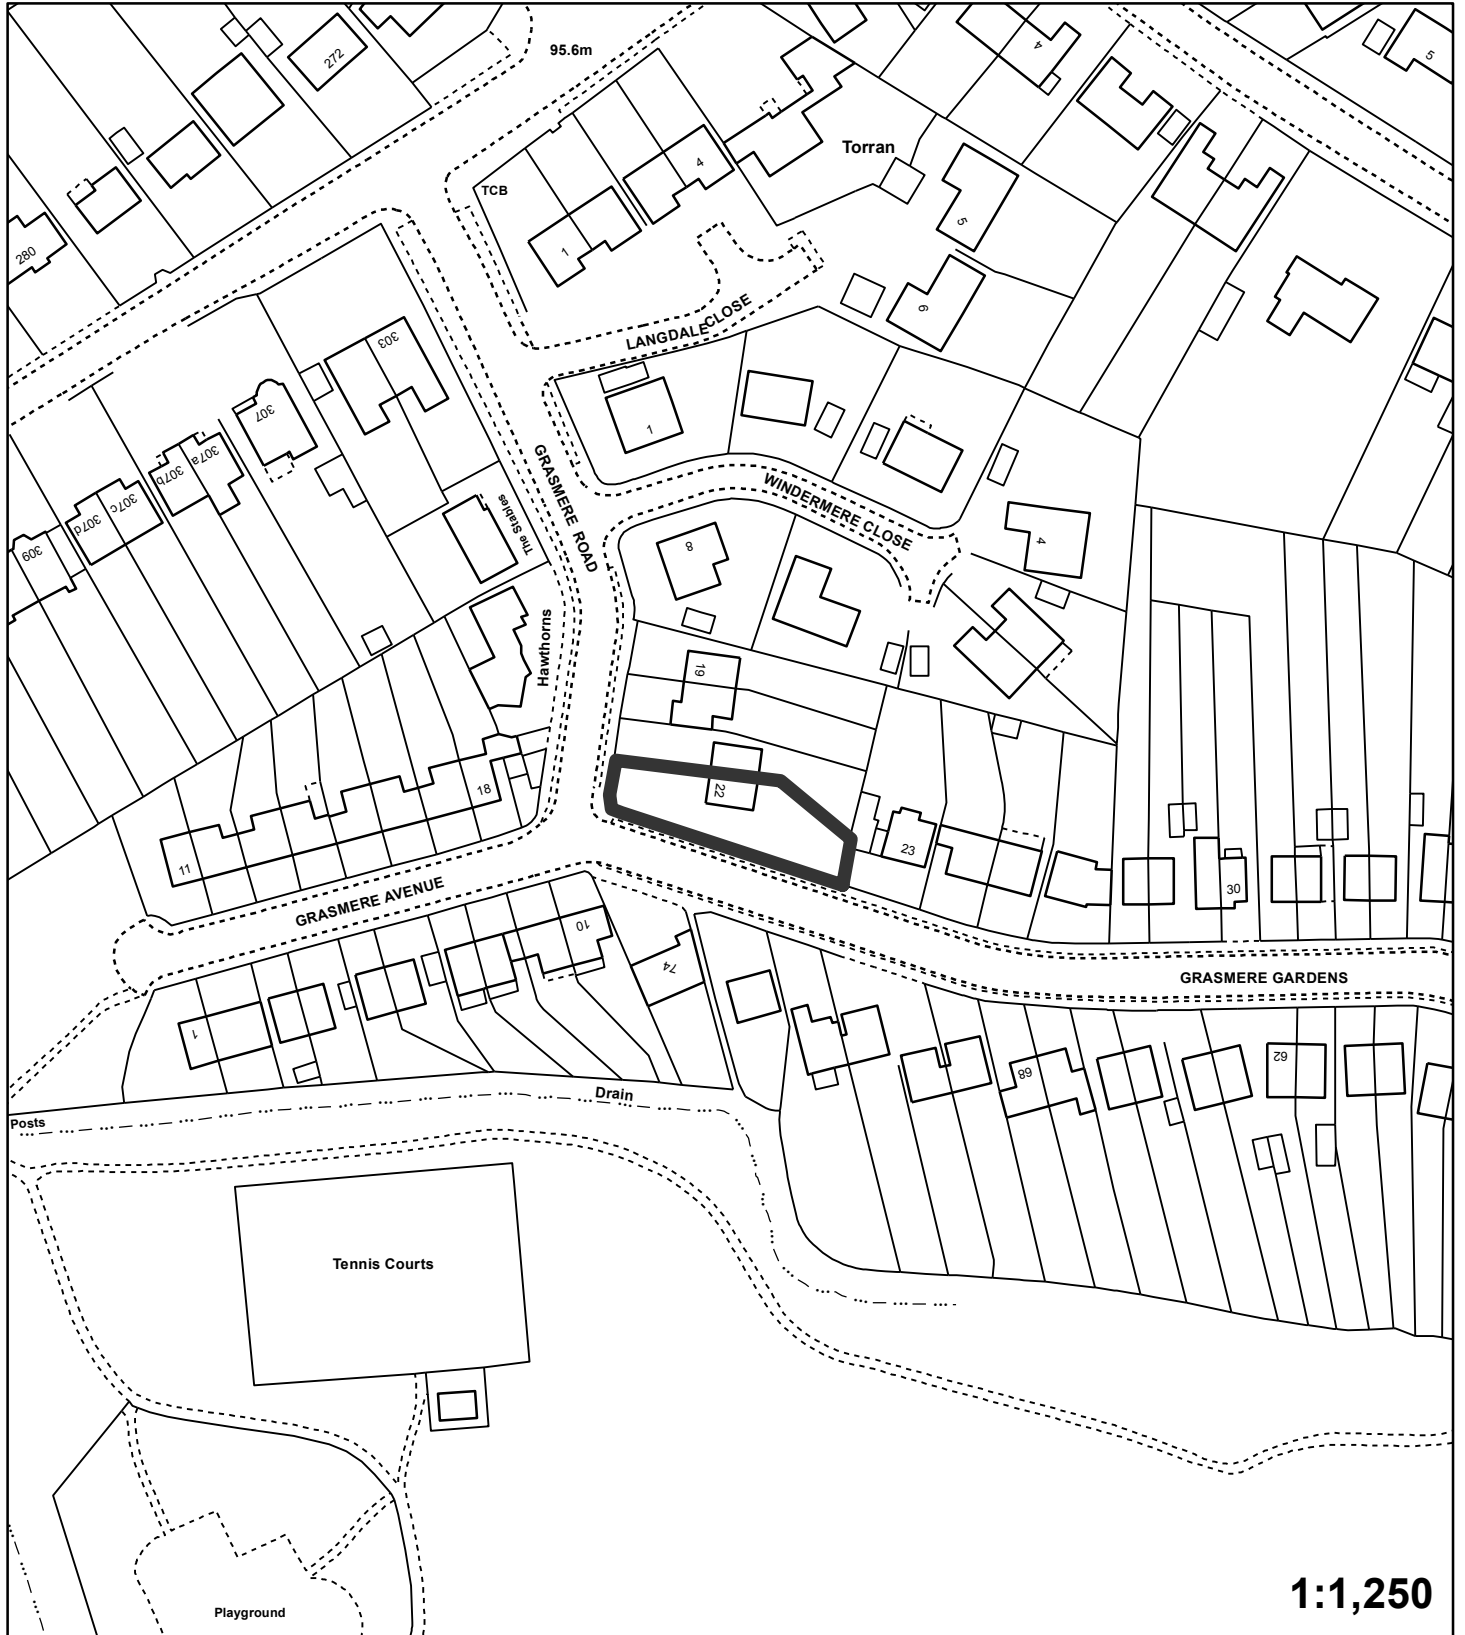 95.6m
272
4
5
Torran
TCB
4
280
1
5
6
LANGDALE CLOSE
303
307
1
307a
307b
307c
307d
309
GRASMERE ROAD
The Stables
WINDERMERE CLOSE
8
4
Hawthorns
19
22
18
23
11
30
GRASMERE AVENUE
10
74
GRASMERE GARDENS
1
62
68
Drain
Posts
Tennis Courts
Playground
1:1,250